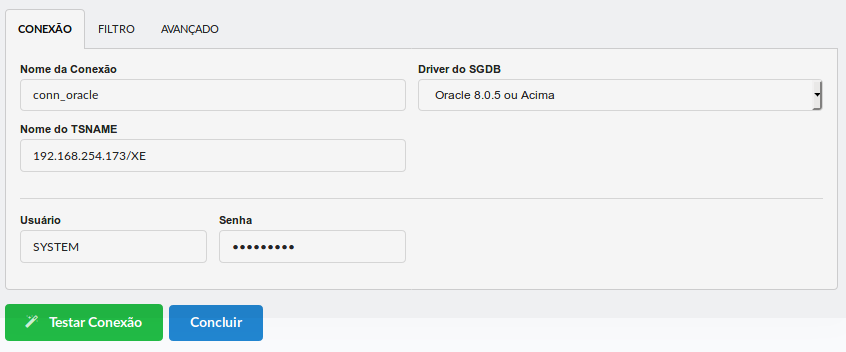 CONEXÃO FILTRO AVANÇADO
Nome da Conexão Driver do SGDB
conn_oracle Oracle 8.0.5 ou Acima
Nome do TSNAME
192.168.254.173/XE
Usuário Senha
SYSTEM •••••••••
Testar Conexão Concluir